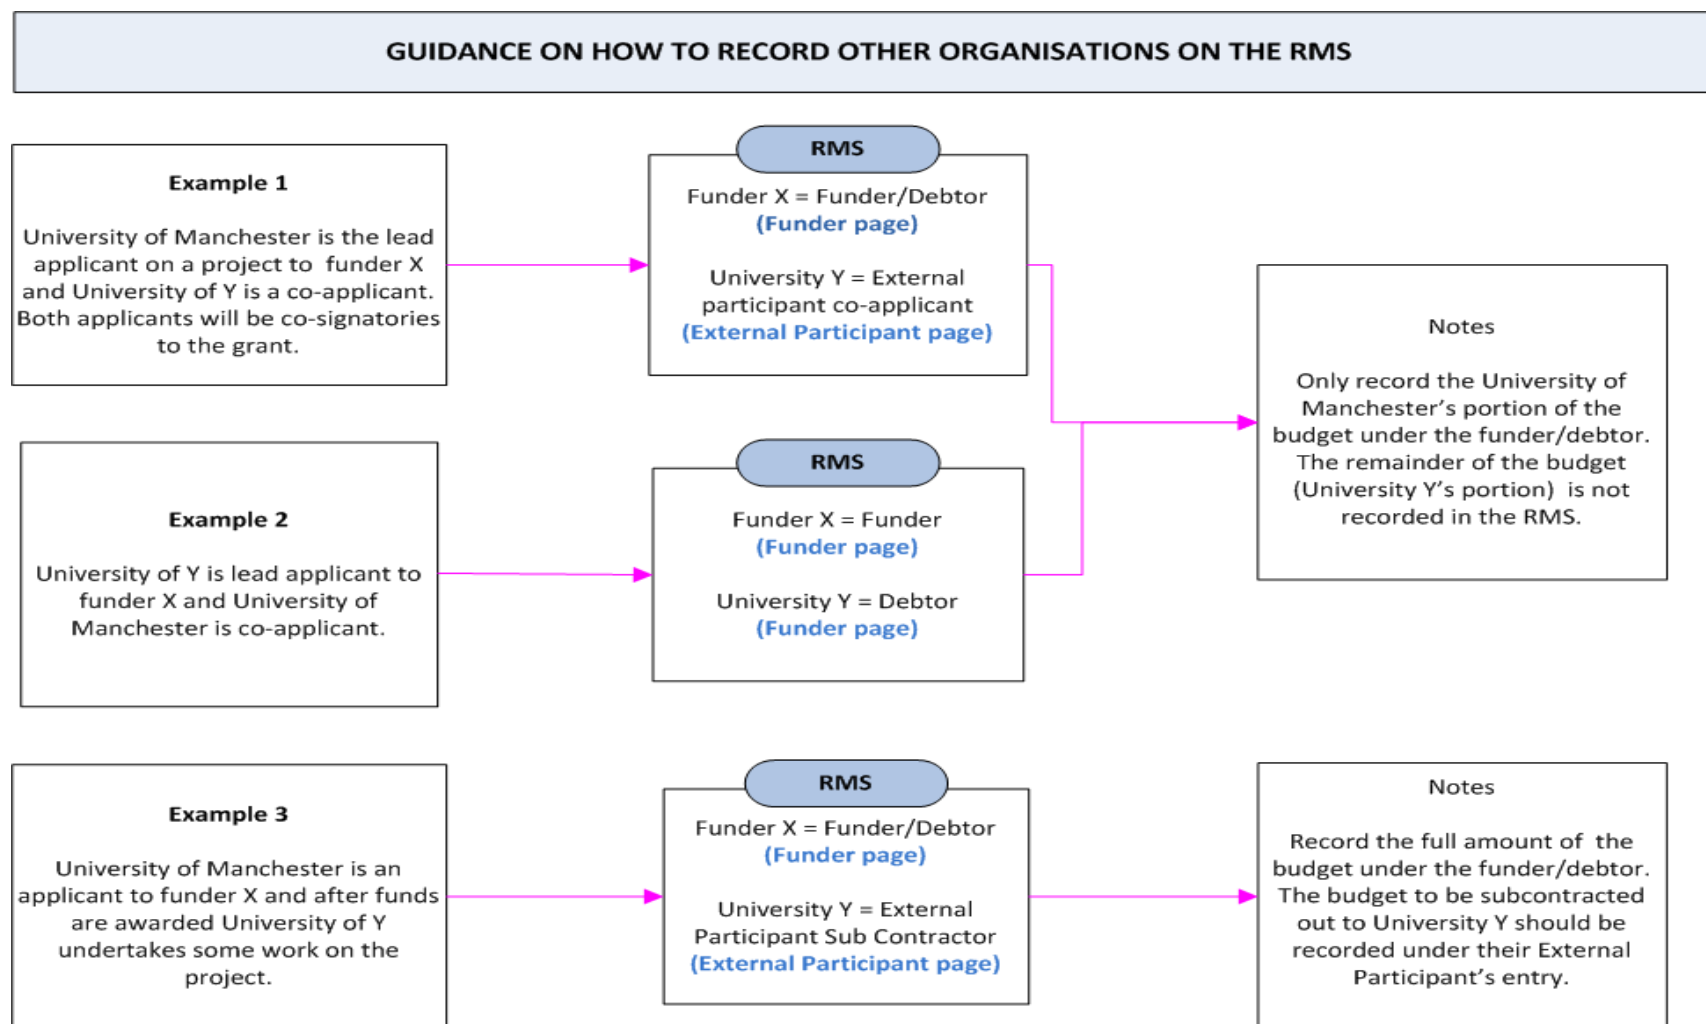 GUIDANCE ON HOW TO RECORD OTHER ORGANISATIONS ON THE RMS
Example 1
University of Manchester is the lead
applicant on a project to funder X
and University of Y is a co-applicant.
Both applicants will be co-signatories
to the grant.
RMS
Funder X = Funder/Debtor
(Funder page)
University Y = External
participant co-applicant
(External Participant page)
Notes
Only record the University of
Manchester’s portion of the
budget under the funder/debtor.
The remainder of the budget
(University Y’s portion) is not
recorded in the RMS.
Example 2
University of Y is lead applicant to
funder X and University of
Manchester is co-applicant.
RMS
Funder X = Funder
(Funder page)
University Y = Debtor
(Funder page)
Example 3
University of Manchester is an
applicant to funder X and after funds
are awarded University of Y
undertakes some work on the
project.
RMS
Funder X = Funder/Debtor
(Funder page)
University Y = External
Participant Sub Contractor
(External Participant page)
Notes
Record the full amount of the
budget under the funder/debtor.
The budget to be subcontracted
out to University Y should be
recorded under their External
Participant’s entry.